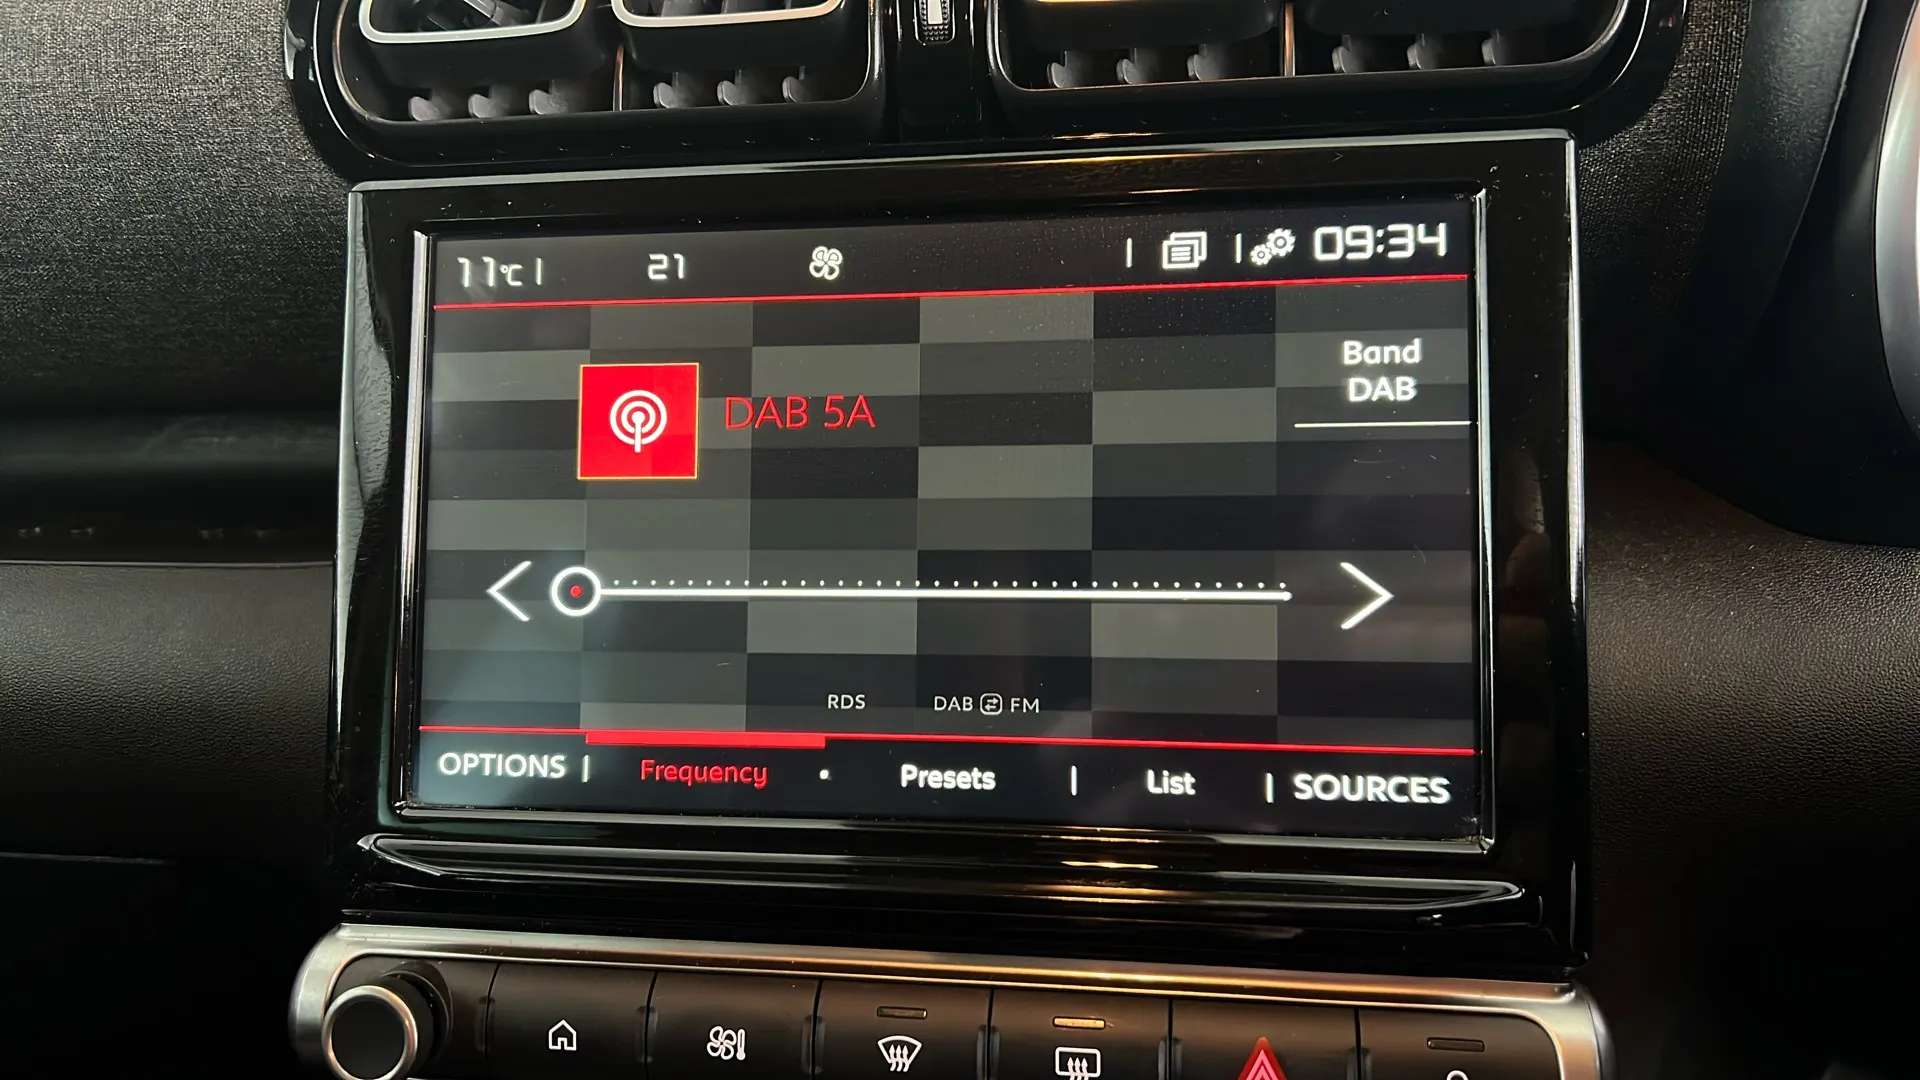 11°C
21
09:34
Band
DAB
DAB 5A
RDS
DAB FM
OPTIONS
Frequency
Presets
List
SOURCES